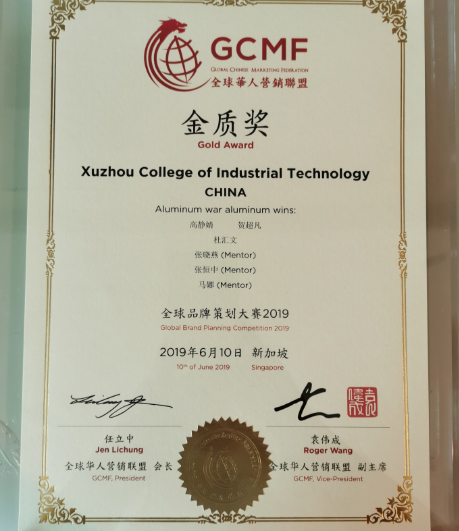 GCMF
GLOBAL CHINESE MARKETING FEDERATION
全球華人營銷聯盟
金质奖
Gold Award
Xuzhou College of Industrial Technology
CHINA
Aluminum war aluminum wins:
高静婧 贺超凡
杜汇文
张晓燕 (Mentor)
张恒中 (Mentor)
马娜 (Mentor)
全球品牌策划大赛2019
Global Brand Planning Competition 2019
2019年6月10日 新加坡
10th of June 2019 Singapore
任立中 袁伟成
Jen Lichung Roger Wang
全球华人营销联盟 会长 全球华人营销联盟 副主席
GCMF, President GCMF, Vice-President